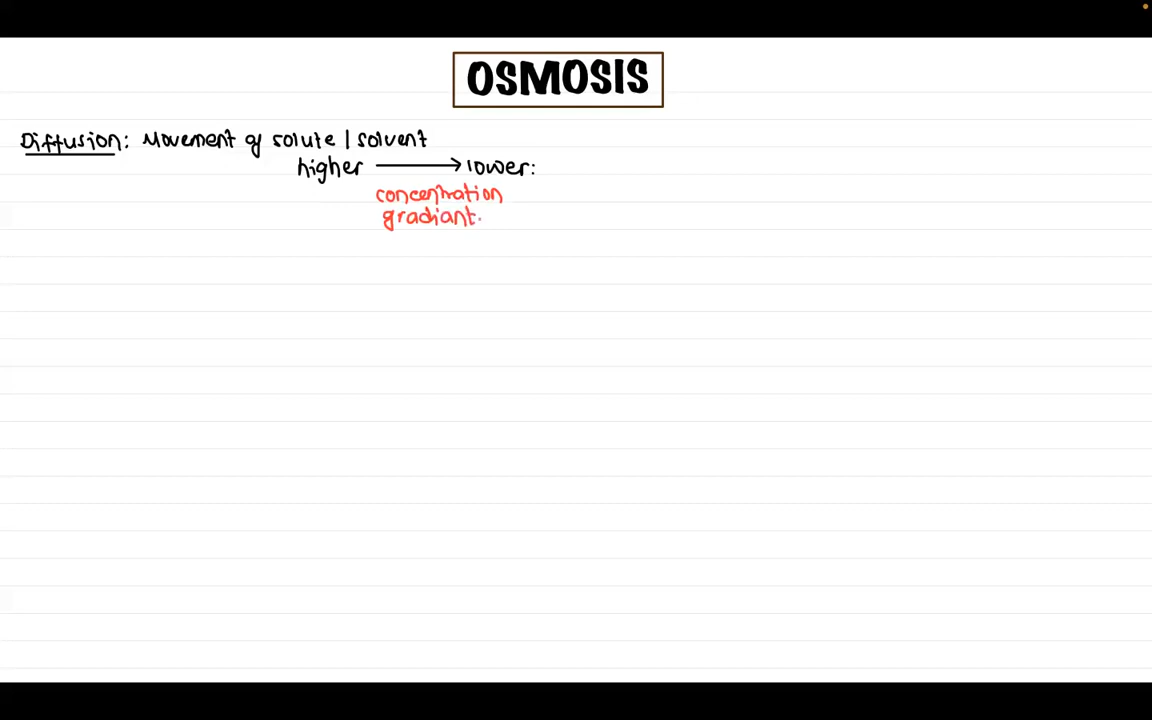 OSMOSIS
Diffusion: Movement of solute | solvent
higher ⟶ lower:
concentration
gradiant.